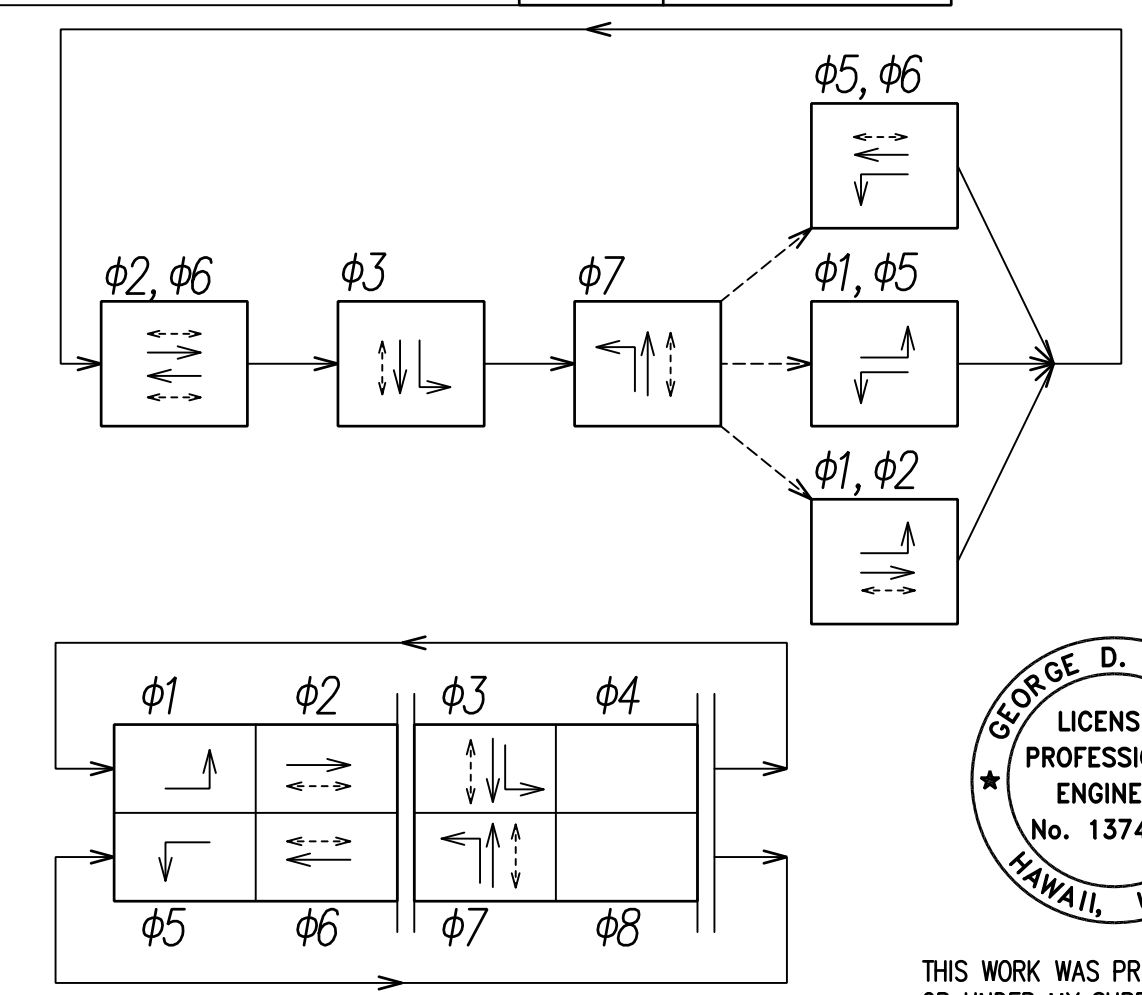 ϕ5, ϕ6
ϕ2, ϕ6
ϕ3
ϕ7
ϕ1, ϕ5
ϕ1, ϕ2
ϕ1
ϕ2
ϕ3
ϕ4
ϕ5
ϕ6
ϕ7
ϕ8
GEORGE D.
LICENS
PROFESSI
ENGINE
No. 1374
HAWAII,
THIS WORK WAS PR